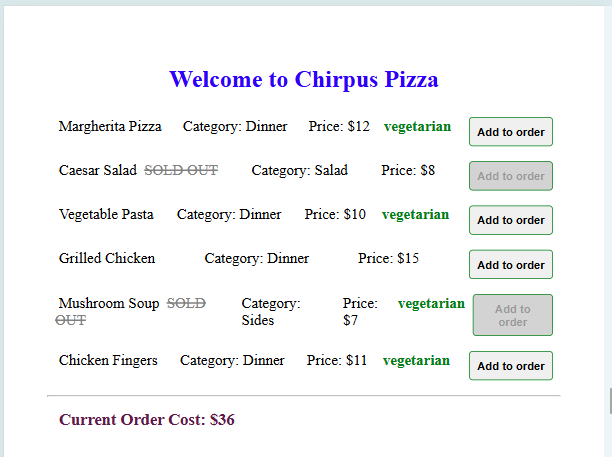 Welcome to Chirpus Pizza
Margherita Pizza Category: Dinner Price: $12 vegetarian Add to order
Caesar Salad SOLD OUT Category: Salad Price: $8 Add to order
Vegetable Pasta Category: Dinner Price: $10 vegetarian Add to order
Grilled Chicken Category: Dinner Price: $15 Add to order
Mushroom Soup SOLD Category: Price: vegetarian Add to
OUT Sides $7 order
Chicken Fingers Category: Dinner Price: $11 vegetarian Add to order
Current Order Cost: $36